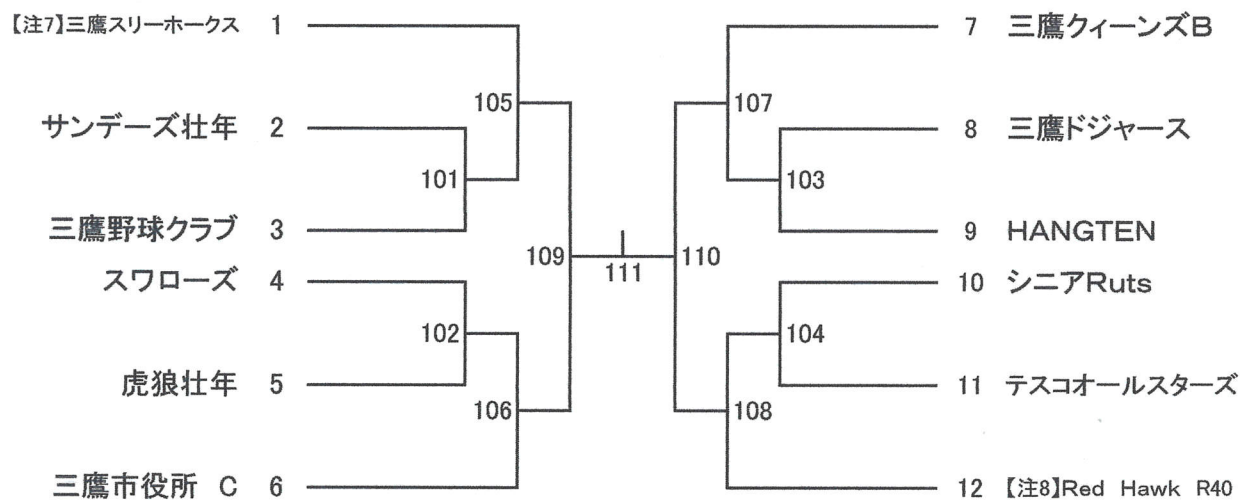 【注7】三鷹スリーホークス 1
サンデーズ壮年 2
三鷹野球クラブ 3
スワローズ 4
虎狼壮年 5
三鷹市役所 C 6
101
102
105
106
109
111
110
107
108
103
104
7 三鷹クィーンズB
8 三鷹ドジャース
9 HANGTEN
10 シニアRuts
11 テスコオールスターズ
12 【注8】Red Hawk R40